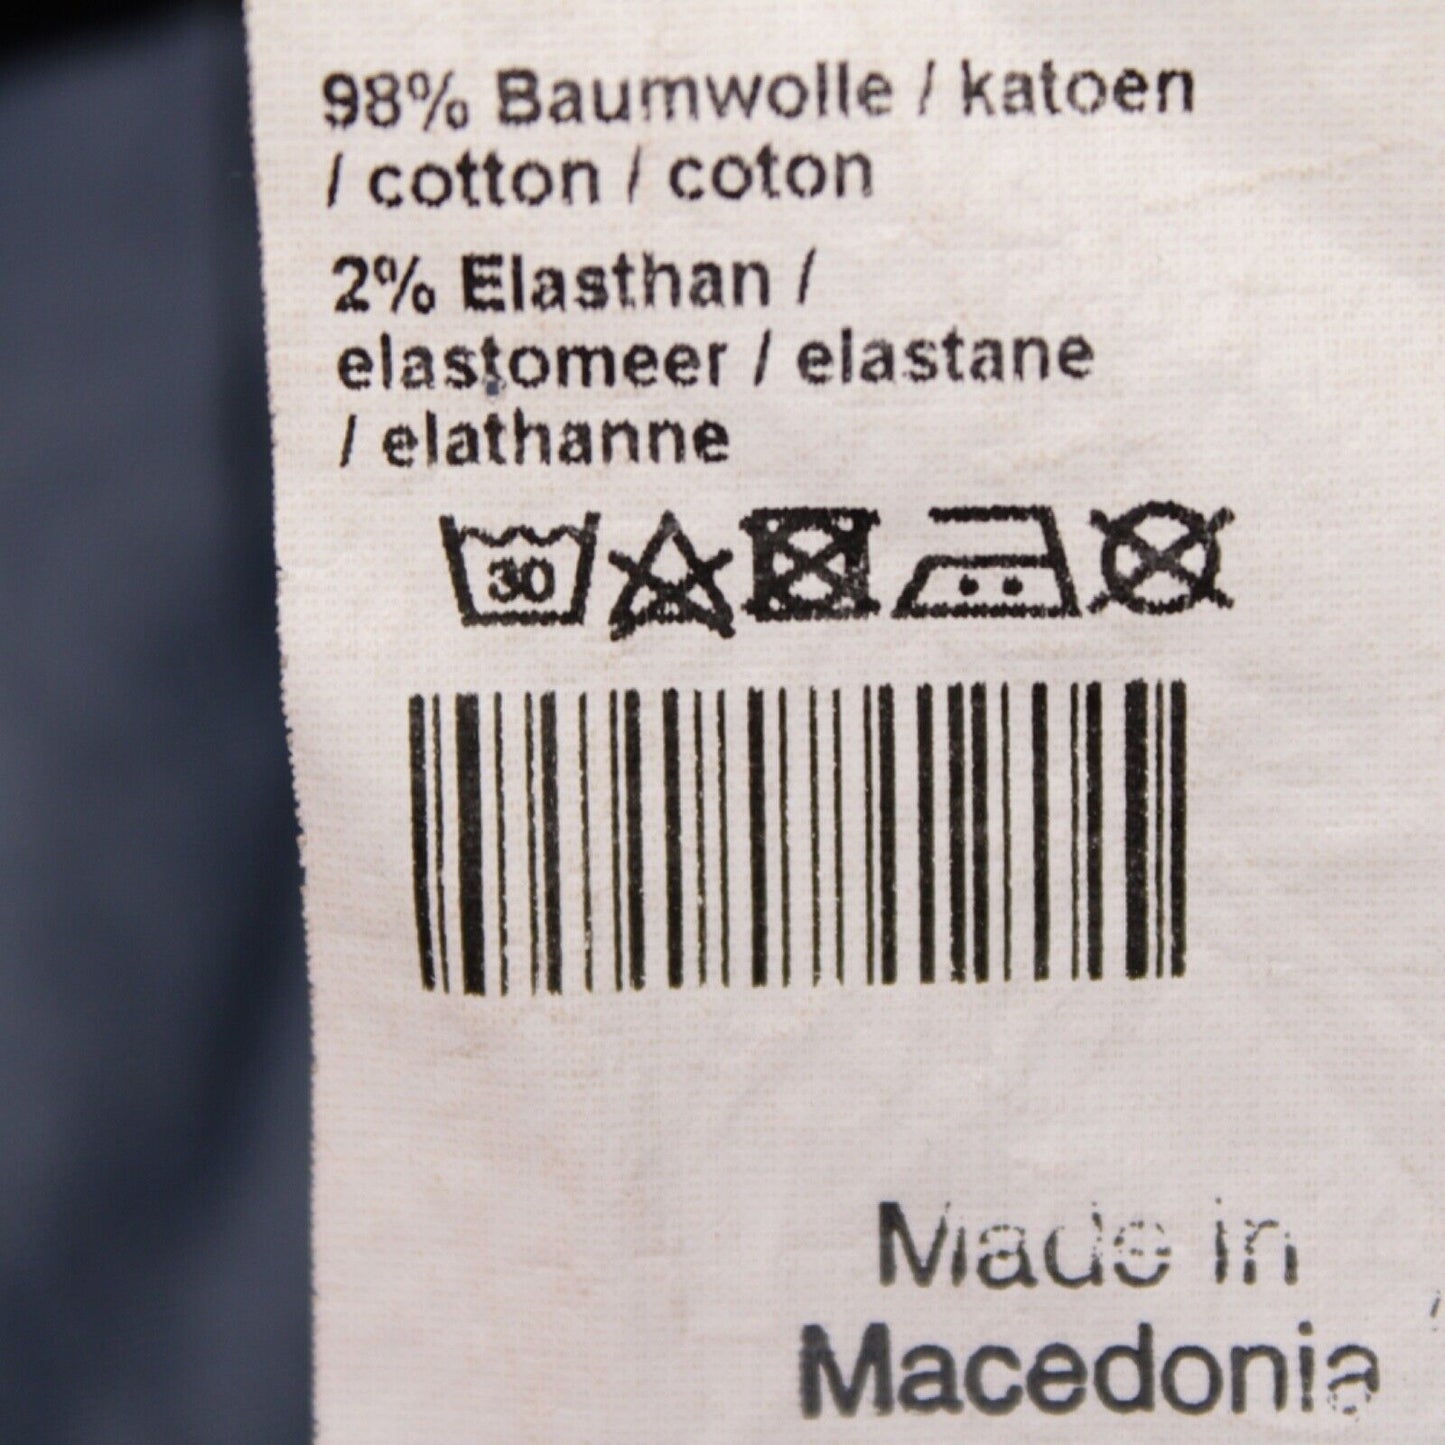 98% Baumwolle / katoen
/ cotton / coton
2% Elasthan /
elastomeer / elastane
/ elathanne
30
Made in
Macedonia